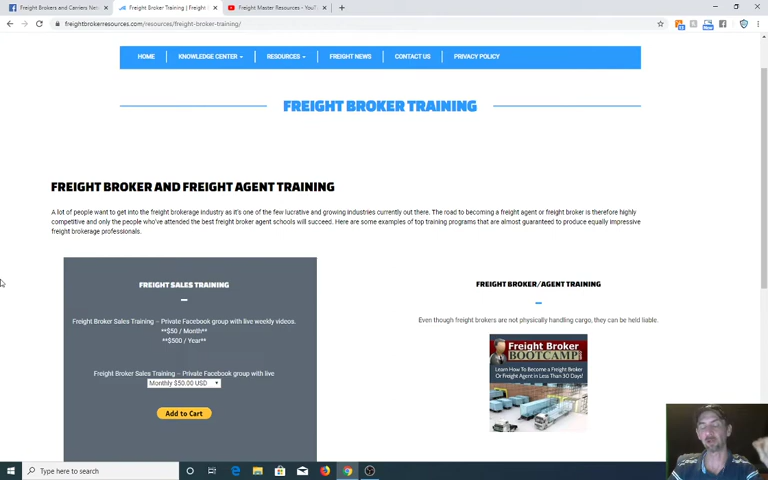 Freight Brokers and Carriers Netw
Freight Broker Training | Freight
Freight Master Resources - YouT
freightbrokerresources.com/resources/freight-broker-training/
HOME
KNOWLEDGE CENTER
RESOURCES
FREIGHT NEWS
CONTACT US
PRIVACY POLICY
FREIGHT BROKER TRAINING
FREIGHT BROKER AND FREIGHT AGENT TRAINING
A lot of people want to get into the freight brokerage industry as it's one of the few lucrative and growing industries currently out there. The road to becoming a freight agent or freight broker is therefore highly
competitive and only the people who've attended the best freight broker agent schools will succeed. Here are some examples of top training programs that are almost guaranteed to produce equally impressive
freight brokerage professionals.
FREIGHT SALES TRAINING
Freight Broker Sales Training – Private Facebook group with live weekly videos.
**$50 / Month**
**$500 / Year**
Freight Broker Sales Training – Private Facebook group with live
Monthly $50.00 USD
Add to Cart
FREIGHT BROKER/AGENT TRAINING
Even though freight brokers are not physically handling cargo, they can be held liable.
Freight Broker
BOOTCAMP
Learn How To Become a Freight Broker
Or Freight Agent in Less Than 30 Days!
Type here to search